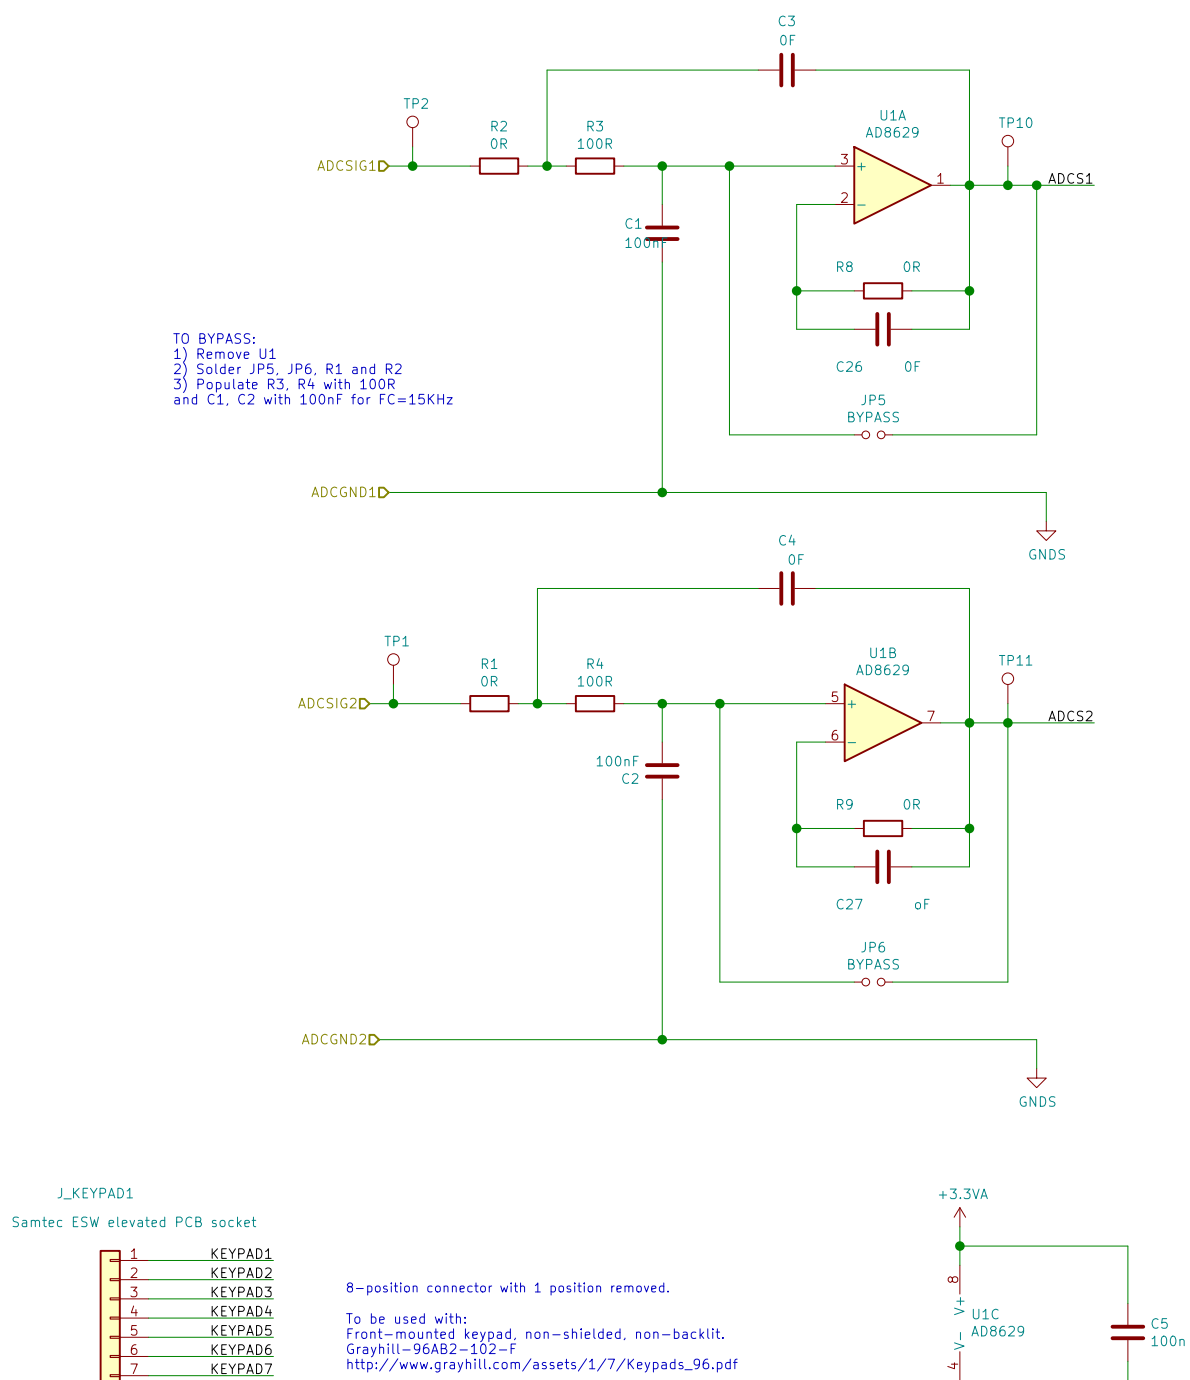 C3
0F
TP2
R2
0R
R3
100R
U1A
AD8629
TP10
ADCSIG1
3
+
1
ADCS1
2
−
C1
100nF
R8
0R
TO BYPASS:
1) Remove U1
2) Solder JP5, JP6, R1 and R2
3) Populate R3, R4 with 100R
and C1, C2 with 100nF for FC=15KHz
C26
0F
JP5
BYPASS
ADCGND1
GNDS
C4
0F
TP1
R1
0R
R4
100R
U1B
AD8629
TP11
ADCSIG2
5
+
7
ADCS2
6
−
100nF
C2
R9
0R
C27
oF
JP6
BYPASS
ADCGND2
GNDS
J_KEYPAD1
Samtec ESW elevated PCB socket
1 KEYPAD1
2 KEYPAD2
3 KEYPAD3
4 KEYPAD4
5 KEYPAD5
6 KEYPAD6
7 KEYPAD7
8-position connector with 1 position removed.
To be used with:
Front-mounted keypad, non-shielded, non-backlit.
Grayhill-96AB2-102-F
http://www.grayhill.com/assets/1/7/Keypads_96.pdf
+3.3VA
8
V+
U1C
AD8629
V−
4
C5
100n